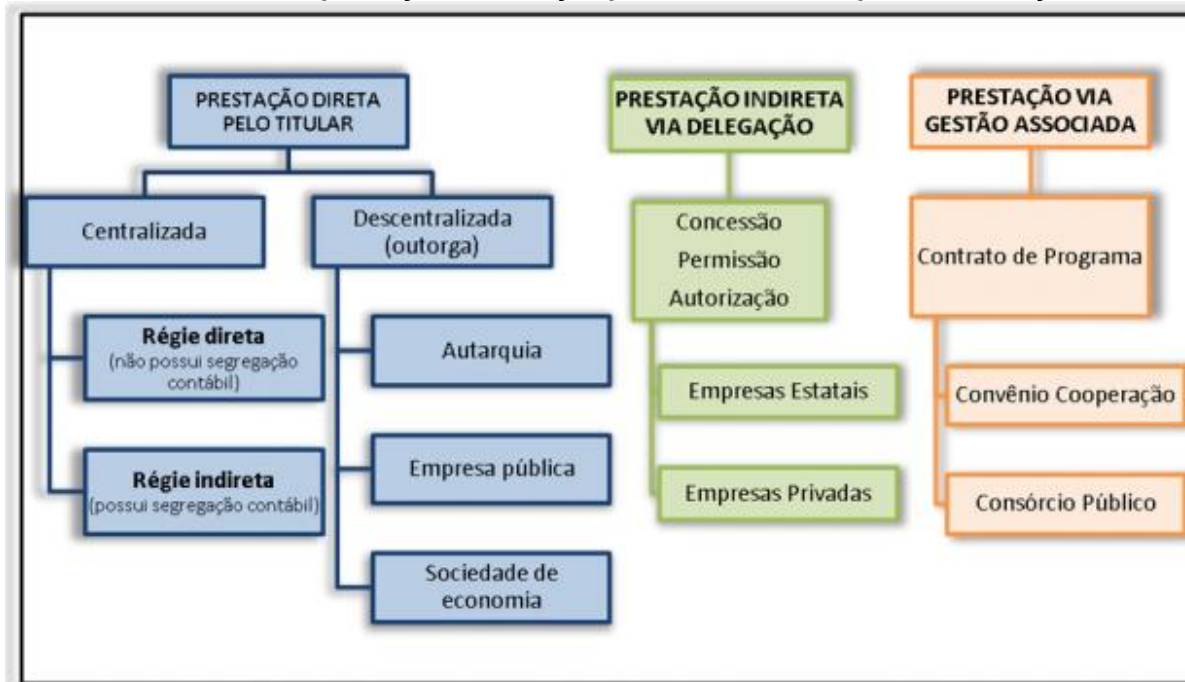 PRESTAÇÃO DIRETA
PELO TITULAR
Centralizada
Régie direta
(não possui segregação
contábil)
Régie indireta
(possui segregação contábil)
Descentralizada
(outorga)
Autarquia
Empresa pública
Sociedade de
economia
PRESTAÇÃO INDIRETA
VIA DELEGAÇÃO
Concessão
Permissão
Autorização
Empresas Estatais
Empresas Privadas
PRESTAÇÃO VIA
GESTÃO ASSOCIADA
Contrato de Programa
Convênio Cooperação
Consórcio Público